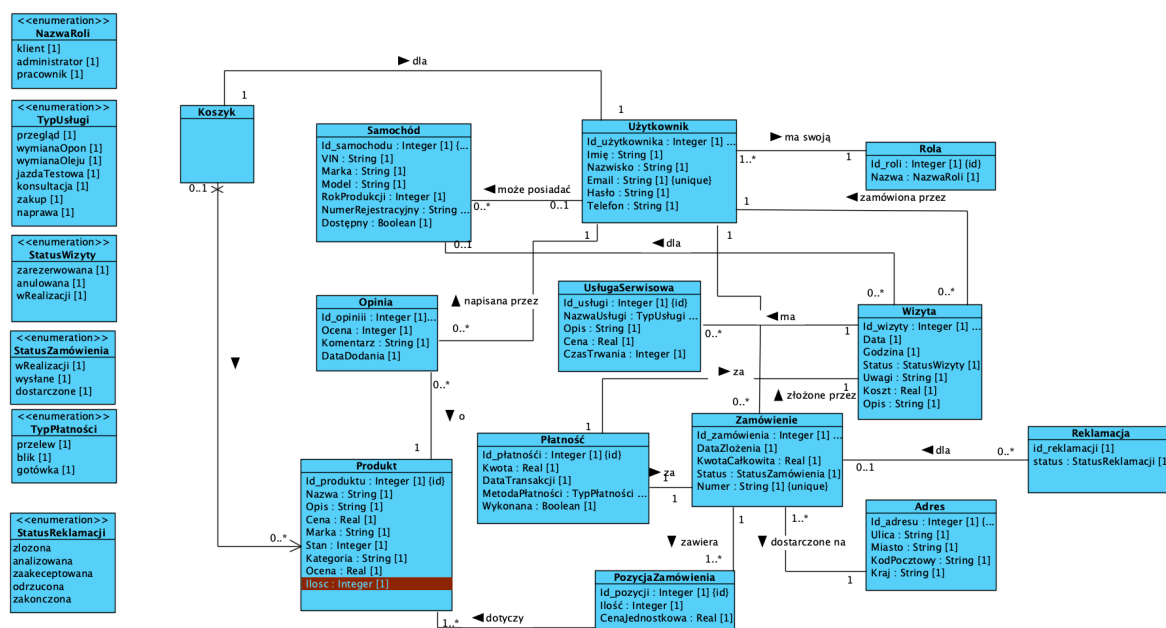 <<enumeration>>
NazwaRoli
klient [1]
administrator [1]
pracownik [1]
<<enumeration>>
TypUsługi
przegląd [1]
wymianaOpon [1]
wymianaOleju [1]
jazdaTestowa [1]
konsultacja [1]
zakup [1]
naprawa [1]
<<enumeration>>
StatusWizyty
zarezerwowana [1]
anulowana [1]
wRealizacji [1]
<<enumeration>>
StatusZamówienia
wRealizacji [1]
wysłane [1]
dostarczone [1]
<<enumeration>>
TypPłatności
przelew [1]
blik [1]
gotówka [1]
<<enumeration>>
StatusReklamacji
zlozona
analizowana
zaakeceptowana
odrzucona
zakonczona
dla
1
1
Koszyk
0..1
0..*
Samochód
Id_samochodu : Integer [1] {...
VIN : String [1]
Marka : String [1]
Model : String [1]
RokProdukcji : Integer [1]
NumerRejestracyjny : String ...
Dostępny : Boolean [1]
może posiadać
0..*
0..1
Użytkownik
Id_użytkownika : Integer [1] ...
Imię : String [1]
Nazwisko : String [1]
Email : String [1] {unique}
Hasło : String [1]
Telefon : String [1]
ma swoją
1..*
1
Rola
Id_roli : Integer [1] {id}
Nazwa : NazwaRoli [1]
zamówiona przez
1
0..*
0..1
dla
0..*
1
1
Opinia
Id_opiniii : Integer [1]...
Ocena : Integer [1]
Komentarz : String [1]
DataDodania [1]
napisana przez
0..*
0..*
o
1
UsługaSerwisowa
Id_usługi : Integer [1] {id}
NazwaUsługi : TypUsługi ...
Opis : String [1]
Cena : Real [1]
CzasTrwania : Integer [1]
ma
0..*
1
Wizyta
Id_wizyty : Integer [1] ...
Data [1]
Godzina [1]
Status : StatusWizyty [1]
Uwagi : String [1]
Koszt : Real [1]
Opis : String [1]
za
1
1
złożone przez
0..*
Płatność
Id_płatnośći : Integer [1] {id}
Kwota : Real [1]
DataTransakcji [1]
MetodaPłatności : TypPłatności ...
Wykonana : Boolean [1]
za
1
1
Zamówienie
Id_zamówienia : Integer [1] ...
DataZlożenia [1]
KwotaCałkowita : Real [1]
Status : StatusZamówienia [1]
Numer : String [1] {unique}
dla
0..1
0..*
Reklamacja
id_reklamacji [1]
status : StatusReklamacji [1]
Produkt
Id_produktu : Integer [1] {id}
Nazwa : String [1]
Opis : String [1]
Cena : Real [1]
Marka : String [1]
Stan : Integer [1]
Kategoria : String [1]
Ocena : Real [1]
Ilosc : Integer [1]
zawiera
1
1..*
dostarczone na
1..*
1
Adres
Id_adresu : Integer [1] {...
Ulica : String [1]
Miasto : String [1]
KodPocztowy : String [1]
Kraj : String [1]
PozycjaZamówienia
Id_pozycji : Integer [1] {id}
Ilość : Integer [1]
CenaJednostkowa : Real [1]
dotyczy
1..*
1